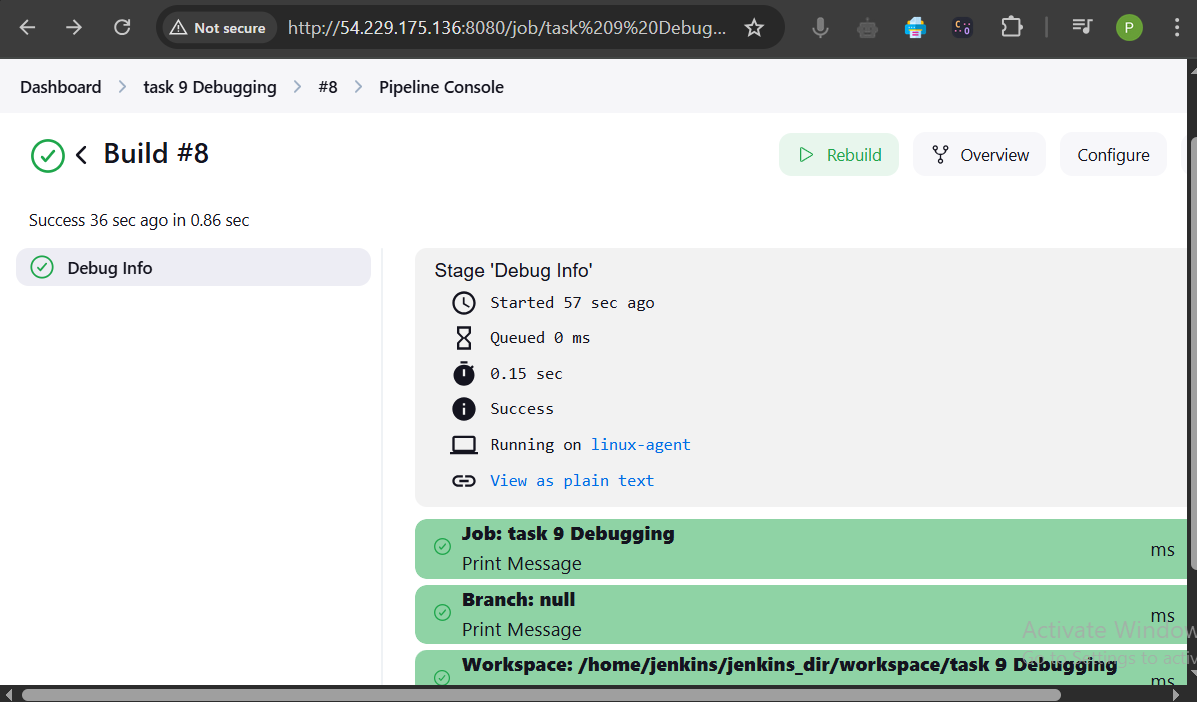 Not secure http://54.229.175.136:8080/job/task%209%20Debug... P
Dashboard task 9 Debugging #8 Pipeline Console
Build #8 Rebuild Overview Configure
Success 36 sec ago in 0.86 sec
Debug Info
Stage 'Debug Info'
Started 57 sec ago
Queued 0 ms
0.15 sec
Success
Running on linux-agent
View as plain text
Job: task 9 Debugging
Print Message ms
Branch: null
Print Message ms
Activate Window
Workspace: /home/jenkins/jenkins_dir/workspace/task 9 Debugging
Go to Settings to activ
ms